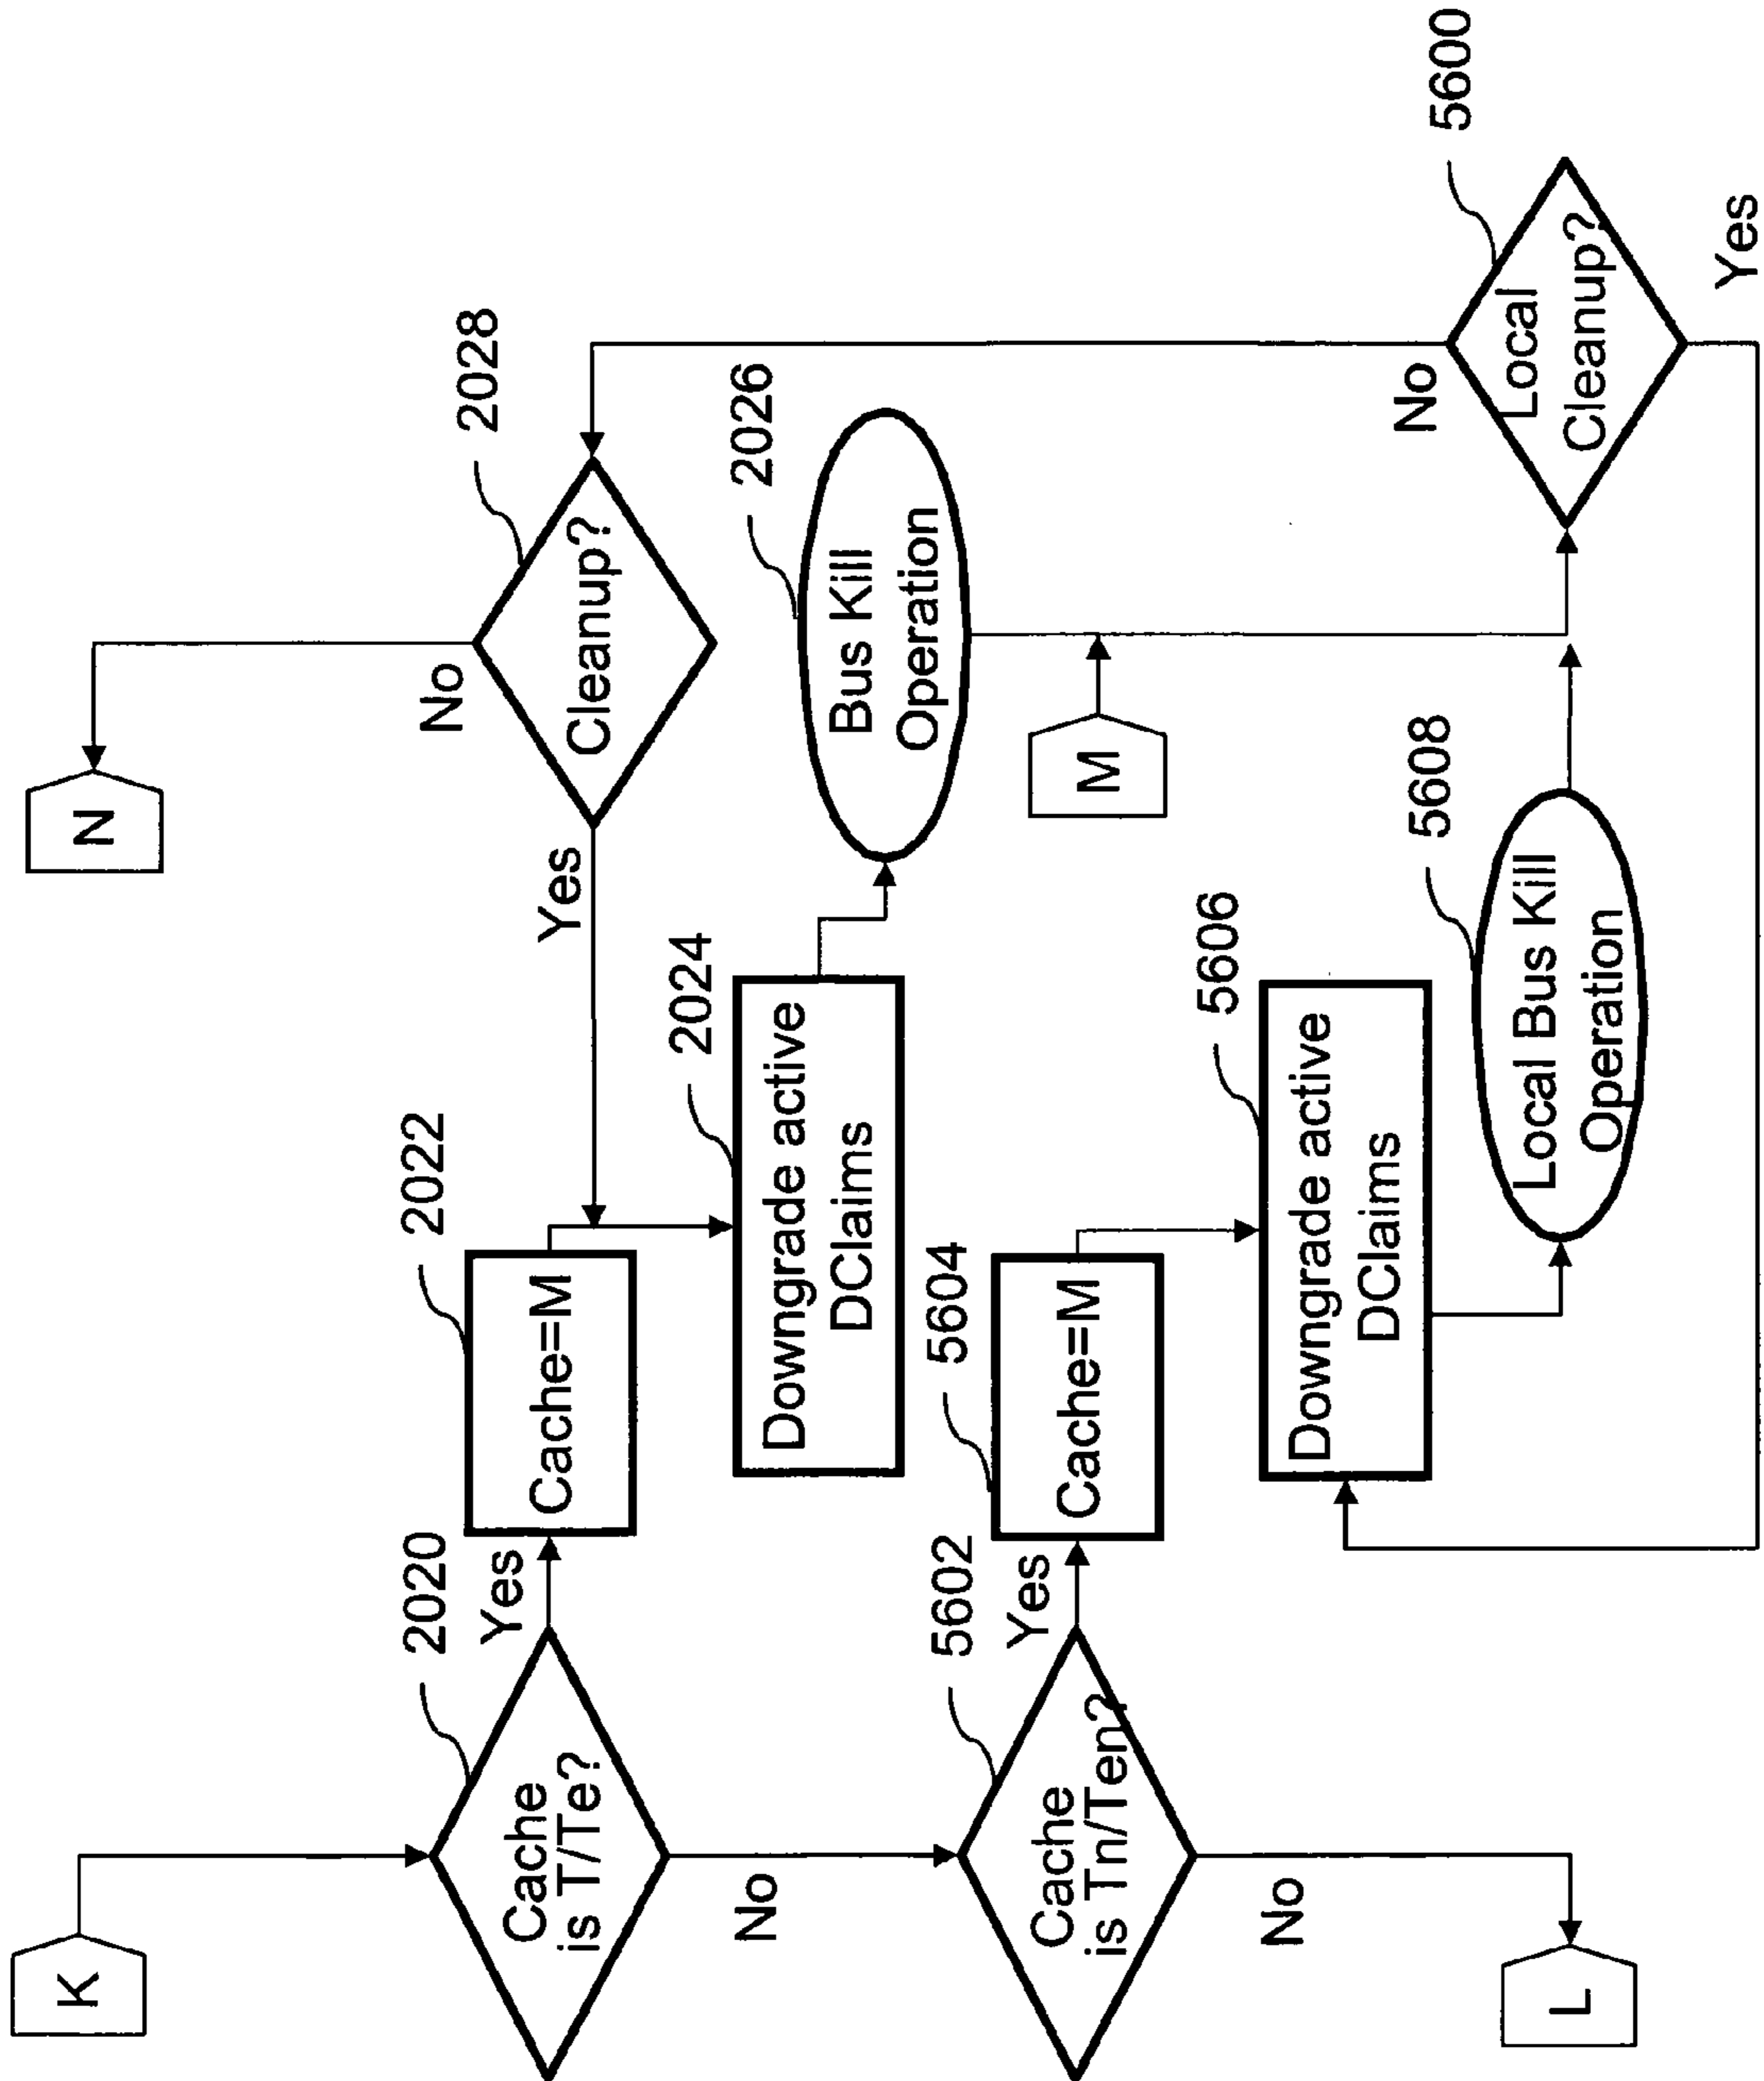 K
Cache
is T/Te?
2020
Yes
No
Cache=M
2022
Downgrade active
DClaims
2024
Bus Kill
Operation
2026
Cleanup?
2028
Yes
No
N
Cache
is Tn/Ten?
5602
Yes
No
L
Cache=M
5604
Downgrade active
DClaims
5606
Local Bus Kill
Operation
5608
M
Local
Cleanup?
5600
No
Yes